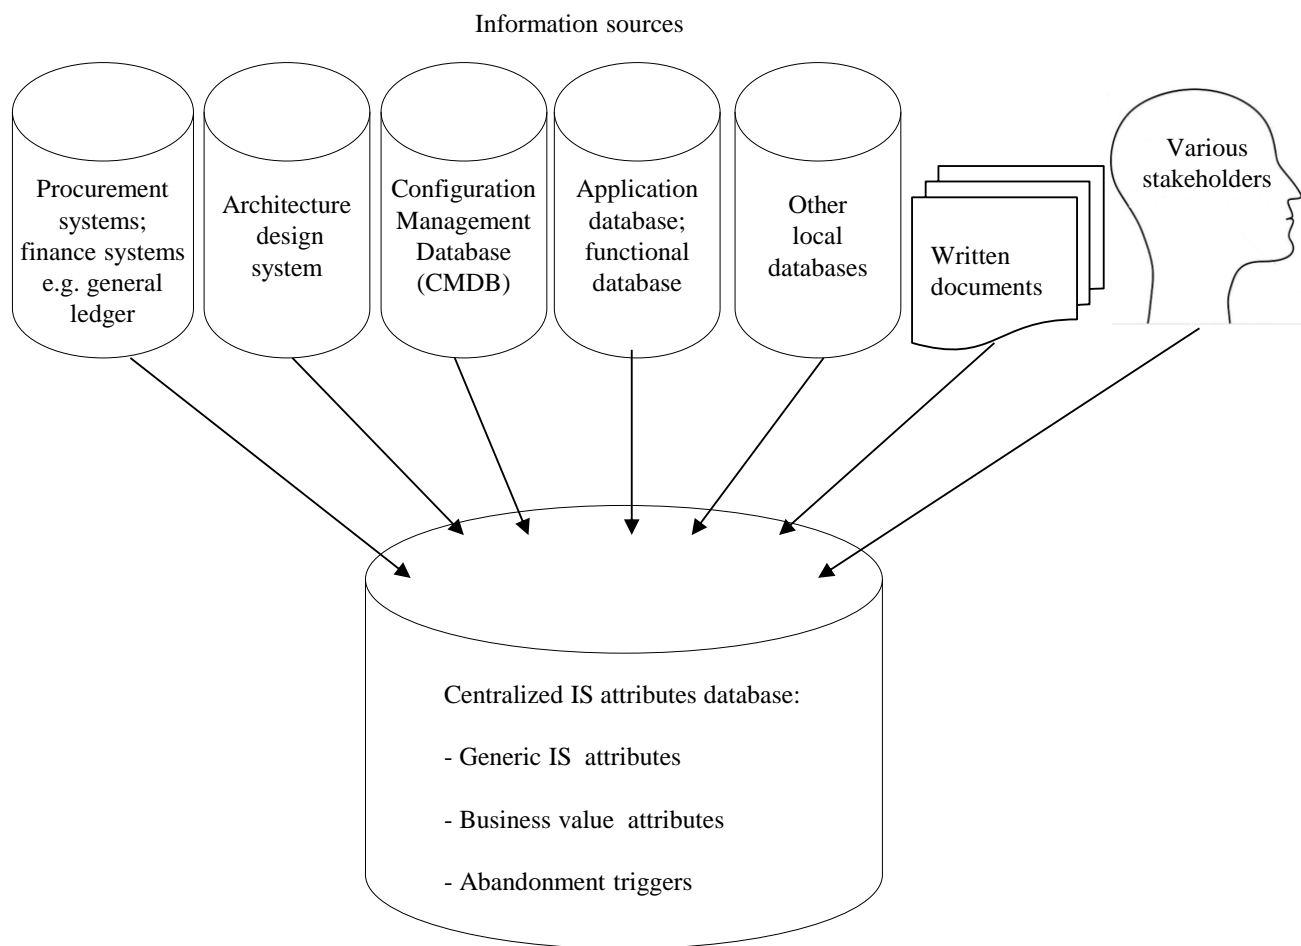 Information sources
Procurement
systems;
finance systems
e.g. general
ledger
Architecture
design
system
Configuration
Management
Database
(CMDB)
Application
database;
functional
database
Other
local
databases
Written
documents
Various
stakeholders
Centralized IS attributes database:
- Generic IS  attributes
- Business value  attributes
- Abandonment triggers